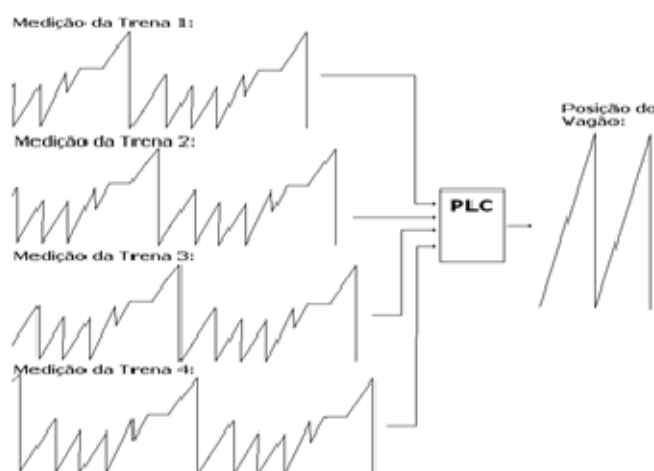 Medição da Trena 1:
Medição da Trena 2:
Medição da Trena 3:
Medição da Trena 4:
PLC
Posição do
Vagão: